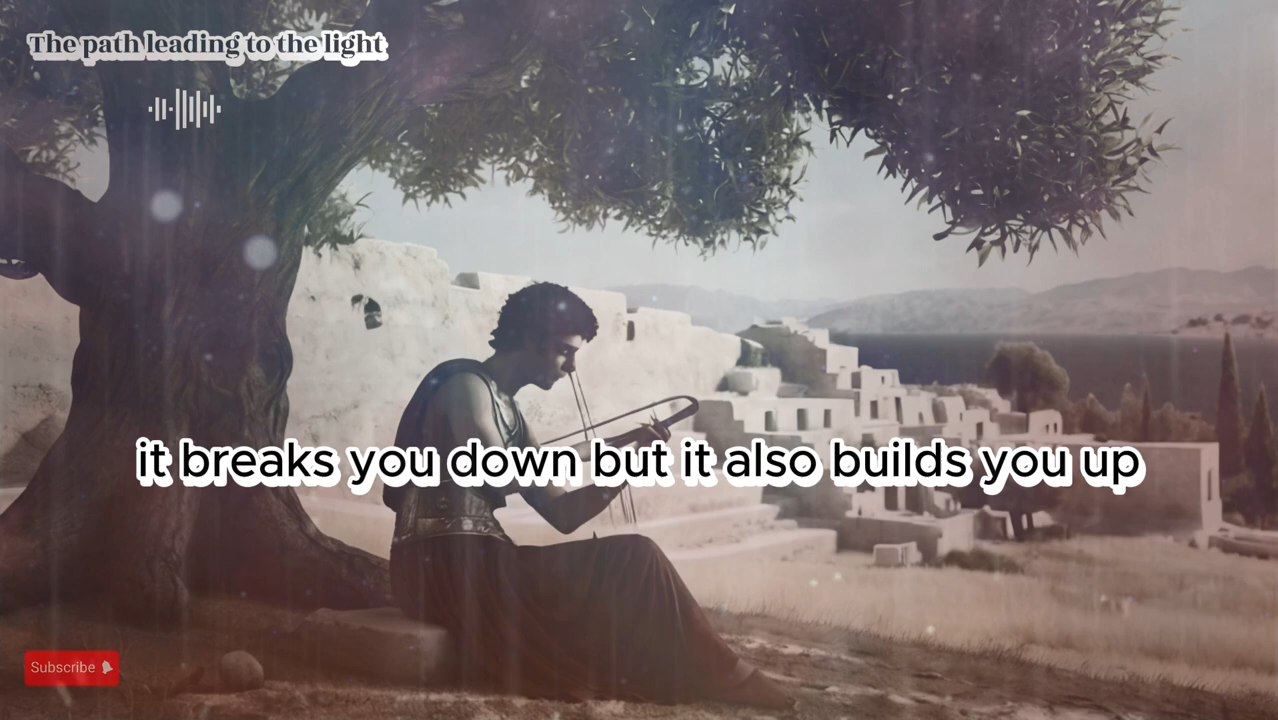 The path leading to the light
it breaks you down but it also builds you up
Subscribe